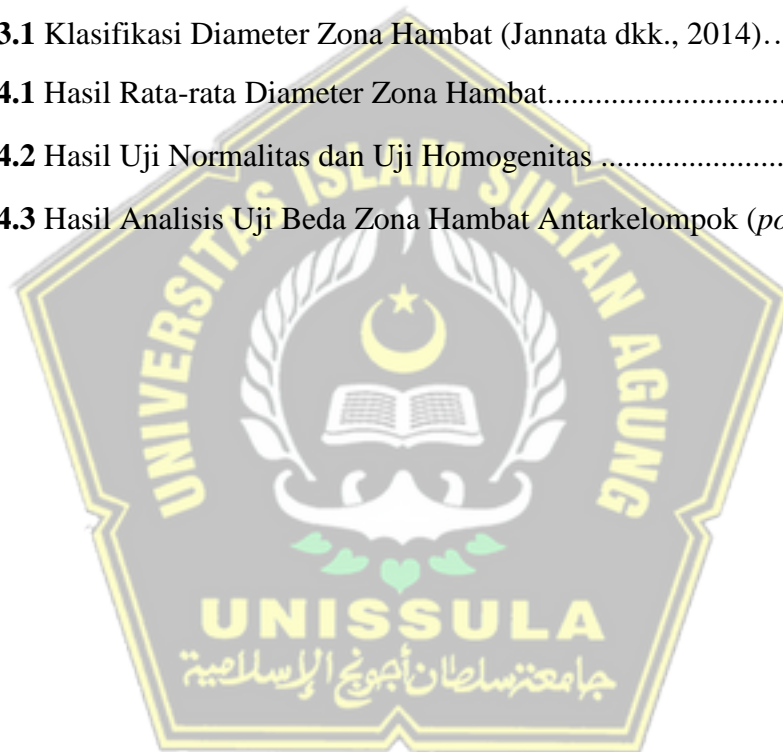 3.1 Klasifikasi Diameter Zona Hambat (Jannata dkk., 2014)…
4.1 Hasil Rata-rata Diameter Zona Hambat..............................
4.2 Hasil Uji Normalitas dan Uji Homogenitas .......................
4.3 Hasil Analisis Uji Beda Zona Hambat Antarkelompok (po
UNIVERSITAS ISLAM SULTAN AGUNG
UNISSULA
جامعة سلطان أجونج الإسلامية